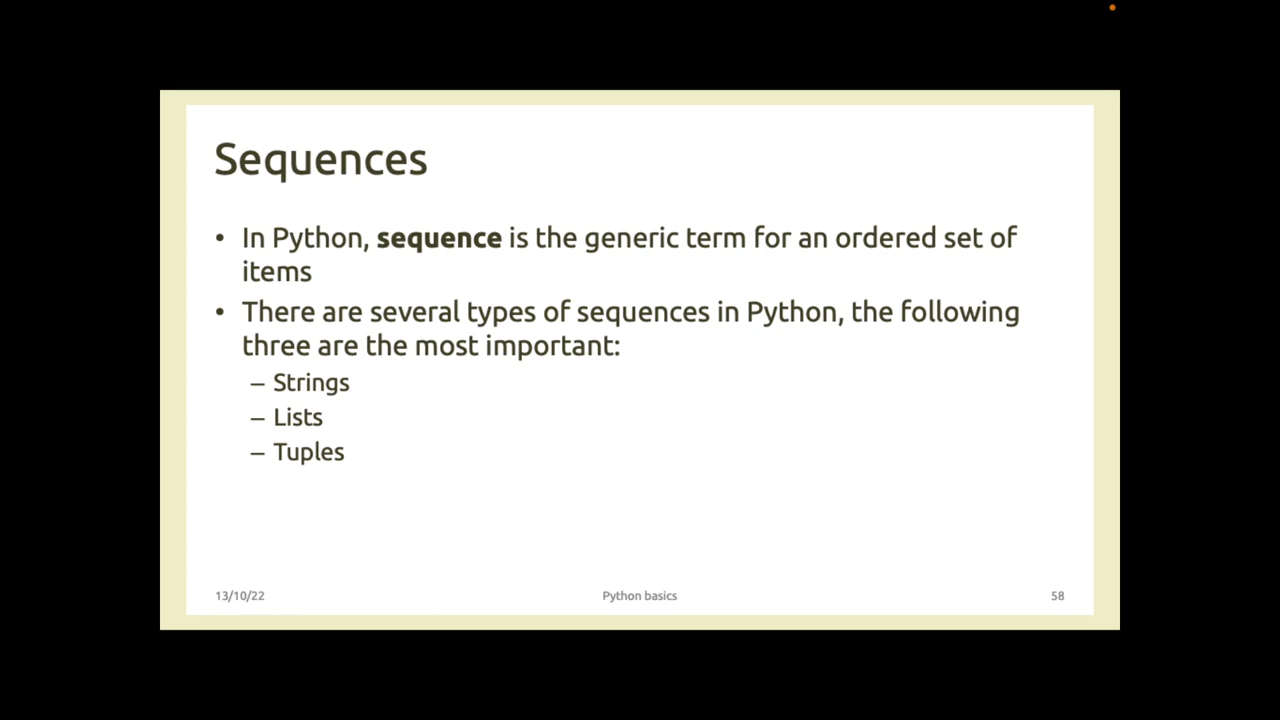 Sequences
• In Python, sequence is the generic term for an ordered set of
items
• There are several types of sequences in Python, the following
three are the most important:
– Strings
– Lists
– Tuples
13/10/22
Python basics
58